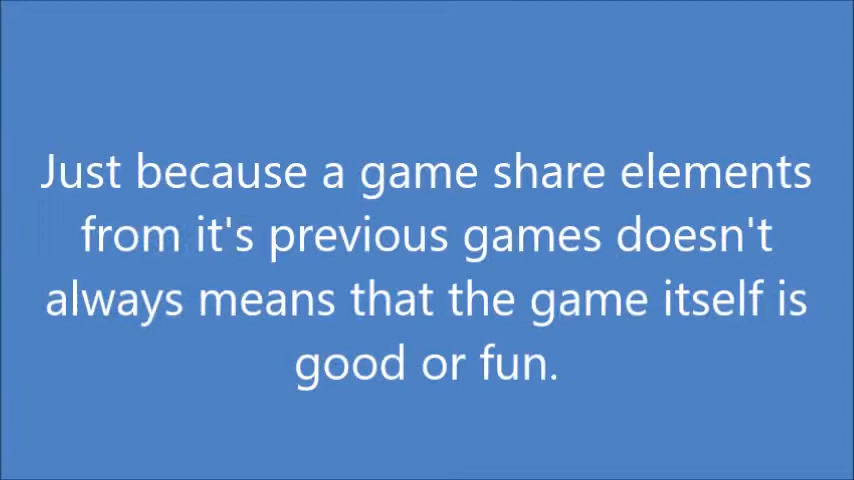 Just because a game share elements
from it's previous games doesn't
always means that the game itself is
good or fun.